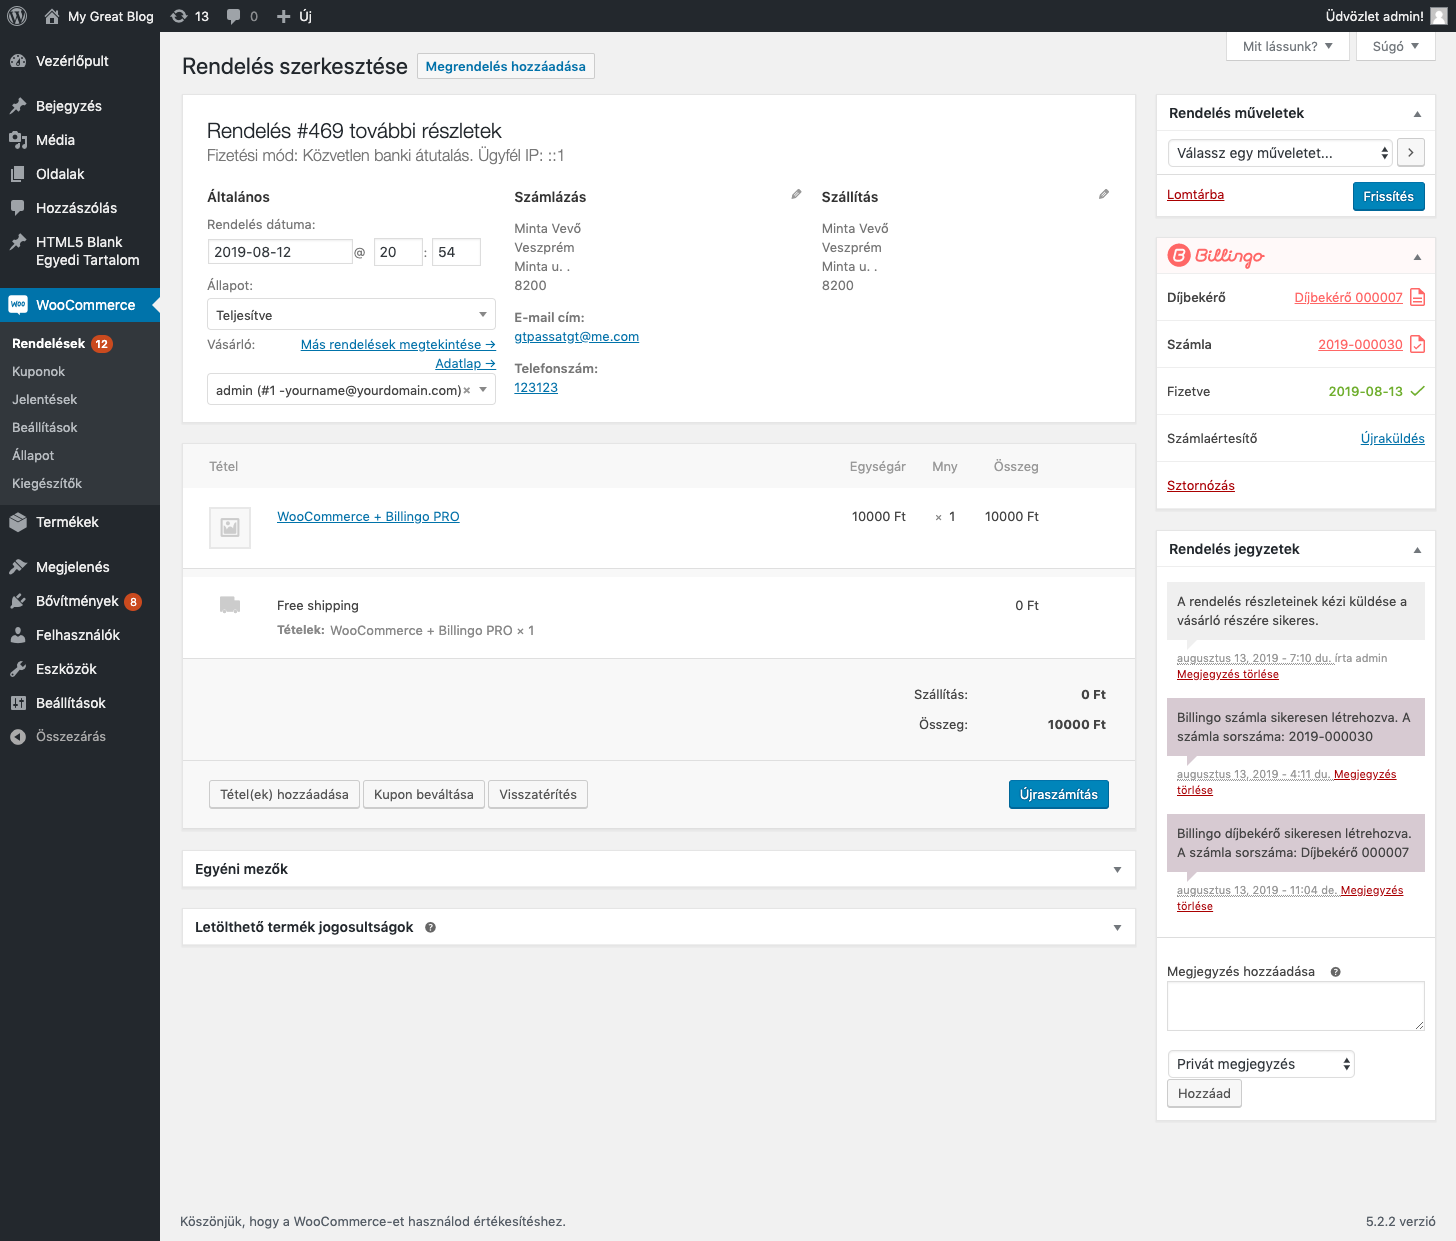 My Great Blog
13
0
Új
Üdvözlet admin!
Vezérlőpult
Bejegyzés
Média
Oldalak
Hozzászólás
HTML5 Blank
Egyedi Tartalom
WooCommerce
Rendelések 12
Kuponok
Jelentések
Beállítások
Állapot
Kiegészítők
Termékek
Megjelenés
Bővítmények 8
Felhasználók
Eszközök
Beállítások
Összezárás
Mit lássunk?
Súgó
Rendelés szerkesztése
Megrendelés hozzáadása
Rendelés #469 további részletek
Fizetési mód: Közvetlen banki átutalás. Ügyfél IP: ::1
Általános
Rendelés dátuma:
2019-08-12 @ 20 : 54
Állapot:
Teljesítve
Vásárló:
Más rendelések megtekintése →
Adatlap →
admin (#1 -yourname@yourdomain.com) ×
Számlázás
Minta Vevő
Veszprém
Minta u. .
8200
E-mail cím:
gtpassatgt@me.com
Telefonszám:
123123
Szállítás
Minta Vevő
Veszprém
Minta u. .
8200
Tétel Egységár Mny Összeg
WooCommerce + Billingo PRO 10000 Ft × 1 10000 Ft
Free shipping 0 Ft
Tételek: WooCommerce + Billingo PRO × 1
Szállítás: 0 Ft
Összeg: 10000 Ft
Tétel(ek) hozzáadása
Kupon beváltása
Visszatérítés
Újraszámítás
Egyéni mezők
Letölthető termék jogosultságok ?
Rendelés műveletek
Válassz egy műveletet...
Lomtárba
Frissítés
Billingo
Díjbekérő Díjbekérő 000007
Számla 2019-000030
Fizetve 2019-08-13
Számlaértesítő Újraküldés
Sztornózás
Rendelés jegyzetek
A rendelés részleteinek kézi küldése a
vásárló részére sikeres.
augusztus 13, 2019 - 7:10 du. írta admin
Megjegyzés törlése
Billingo számla sikeresen létrehozva. A
számla sorszáma: 2019-000030
augusztus 13, 2019 - 4:11 du. Megjegyzés
törlése
Billingo díjbekérő sikeresen létrehozva.
A számla sorszáma: Díjbekérő 000007
augusztus 13, 2019 - 11:04 de. Megjegyzés
törlése
Megjegyzés hozzáadása ?
Privát megjegyzés
Hozzáad
Köszönjük, hogy a WooCommerce-et használod értékesítéshez.
5.2.2 verzió